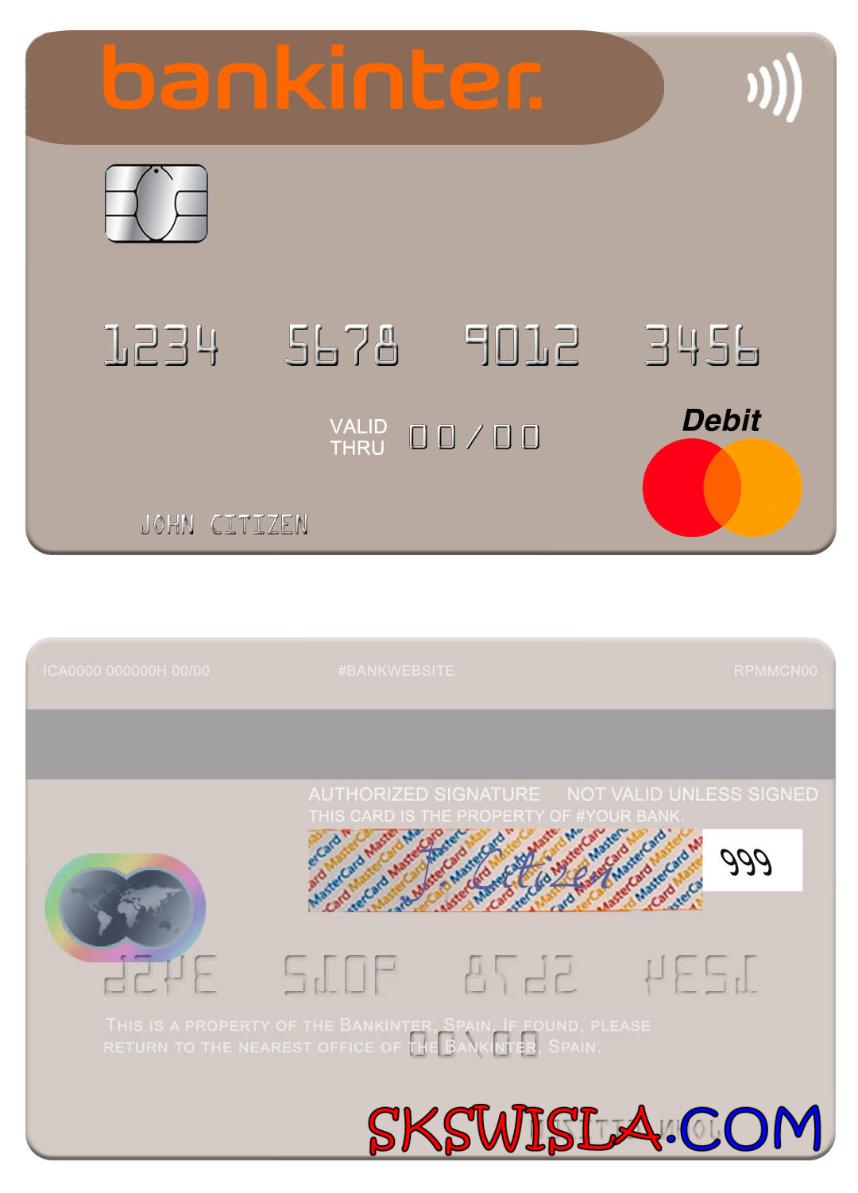 bankinter.
1234 5678 9012 3456
Debit
VALID THRU 00/00
JOHN CITIZEN
ICA0000 000000H 00/00 #BANKWEBSITE RPMMCN00
AUTHORIZED SIGNATURE NOT VALID UNLESS SIGNED
THIS CARD IS THE PROPERTY OF #YOUR BANK.
MasterCard MasterCard MasterCard
J. Citizen
999
THIS IS A PROPERTY OF THE BANKINTER, SPAIN. IF FOUND, PLEASE
RETURN TO THE NEAREST OFFICE OF THE BANKINTER, SPAIN.
SKSWISLA.COM